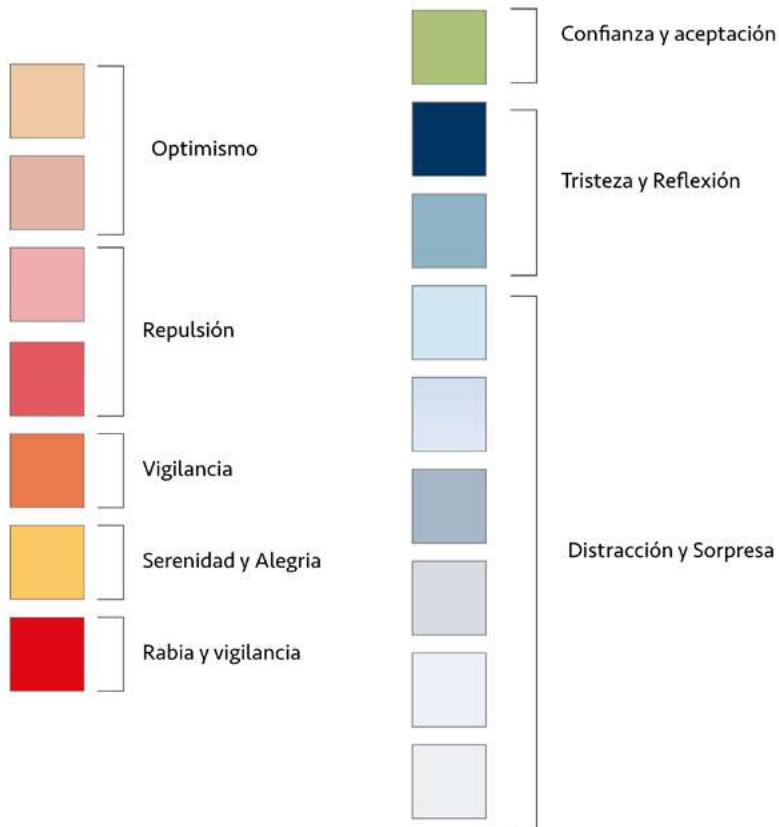 Optimismo
Repulsión
Vigilancia
Serenidad y Alegria
Rabia y vigilancia
Confianza y aceptación
Tristeza y Reflexión
Distracción y Sorpresa